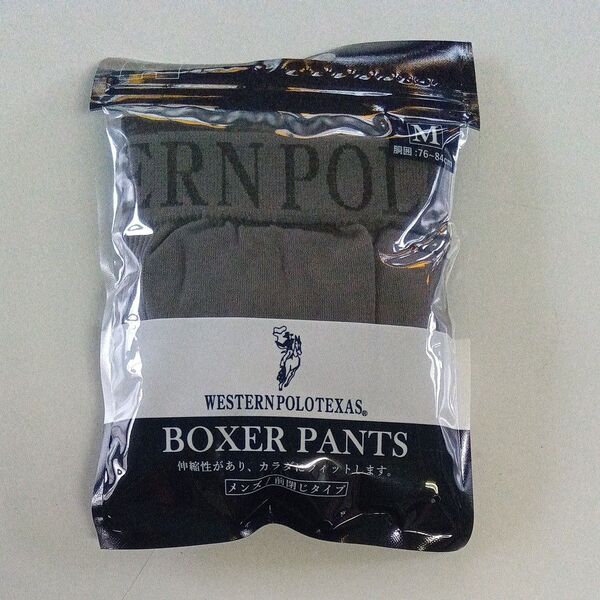 M
胴囲:76~84cm
ERN POL
WESTERNPOLOTEXAS®
BOXER PANTS
伸縮性があり、カラダにフィットします。
メンズ/前閉じタイプ